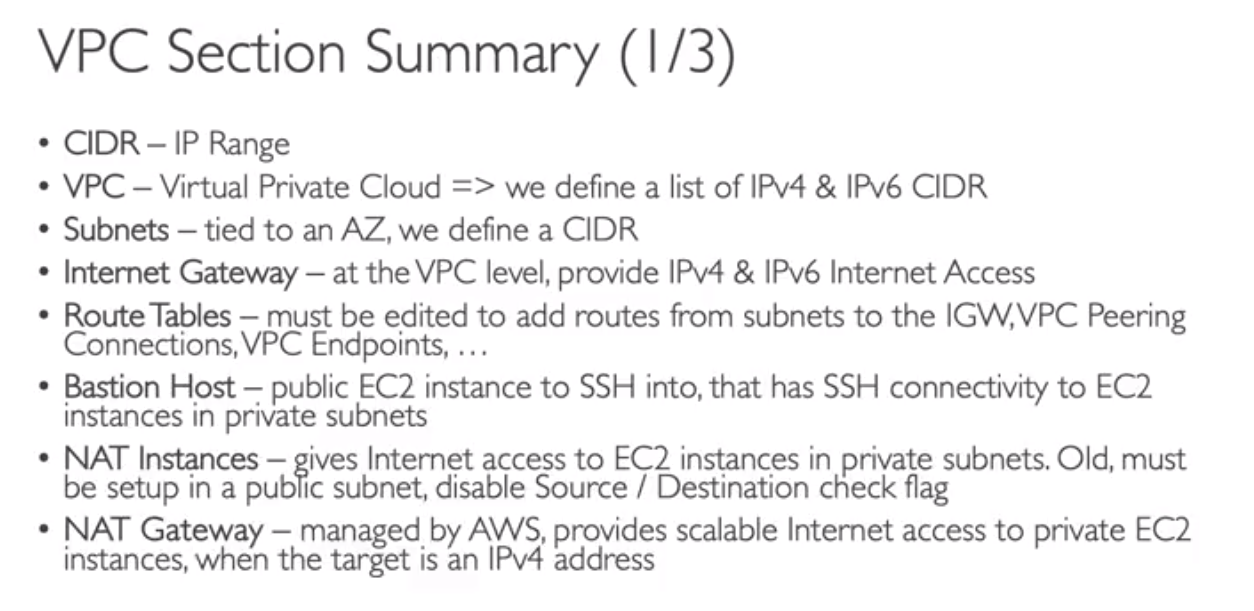 VPC Section Summary (1/3)
• CIDR – IP Range
• VPC – Virtual Private Cloud => we define a list of IPv4 & IPv6 CIDR
• Subnets – tied to an AZ, we define a CIDR
• Internet Gateway – at the VPC level, provide IPv4 & IPv6 Internet Access
• Route Tables – must be edited to add routes from subnets to the IGW, VPC Peering
Connections, VPC Endpoints, …
• Bastion Host – public EC2 instance to SSH into, that has SSH connectivity to EC2
instances in private subnets
• NAT Instances – gives Internet access to EC2 instances in private subnets. Old, must
be setup in a public subnet, disable Source / Destination check flag
• NAT Gateway – managed by AWS, provides scalable Internet access to private EC2
instances, when the target is an IPv4 address